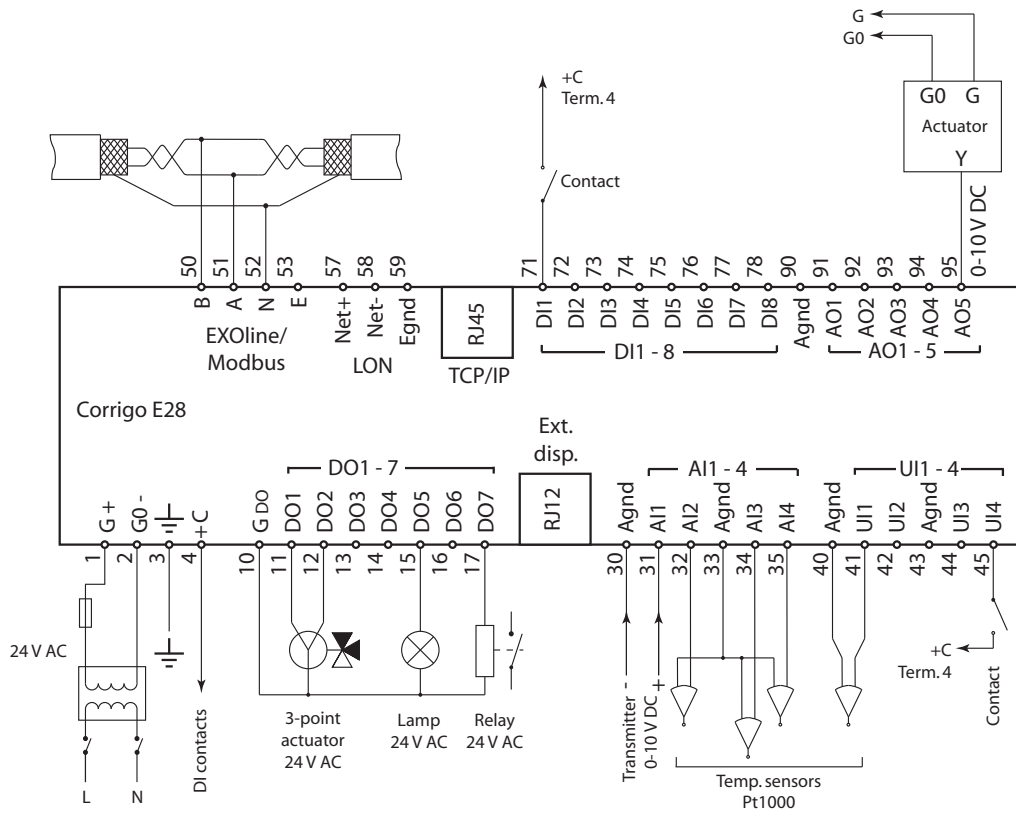 G
G0
G0 G
Actuator
Y
0-10 V DC
+C
Term. 4
Contact
50 51 52 53 57 58 59 71 72 73 74 75 76 77 78 90 91 92 93 94 95
B A N E Net+ Net- Egnd RJ45 DI1 DI2 DI3 DI4 DI5 DI6 DI7 DI8 Agnd AO1 AO2 AO3 AO4 AO5
EXOline/
Modbus
LON
TCP/IP
DI1 - 8
AO1 - 5
Corrigo E28
Ext.
disp.
DO1 - 7
AI1 - 4
UI1 - 4
G + G0 - +C G DO DO1 DO2 DO3 DO4 DO5 DO6 DO7 RJ12 Agnd AI1 AI2 Agnd AI3 AI4 Agnd UI1 UI2 Agnd UI3 UI4
1 2 3 4 10 11 12 13 14 15 16 17 30 31 32 33 34 35 40 41 42 43 44 45
24 V AC
L N
DI contacts
3-point
actuator
24 V AC
Lamp
24 V AC
Relay
24 V AC
Transmitter -
0-10 V DC +
Temp. sensors
Pt1000
+C
Term. 4
Contact